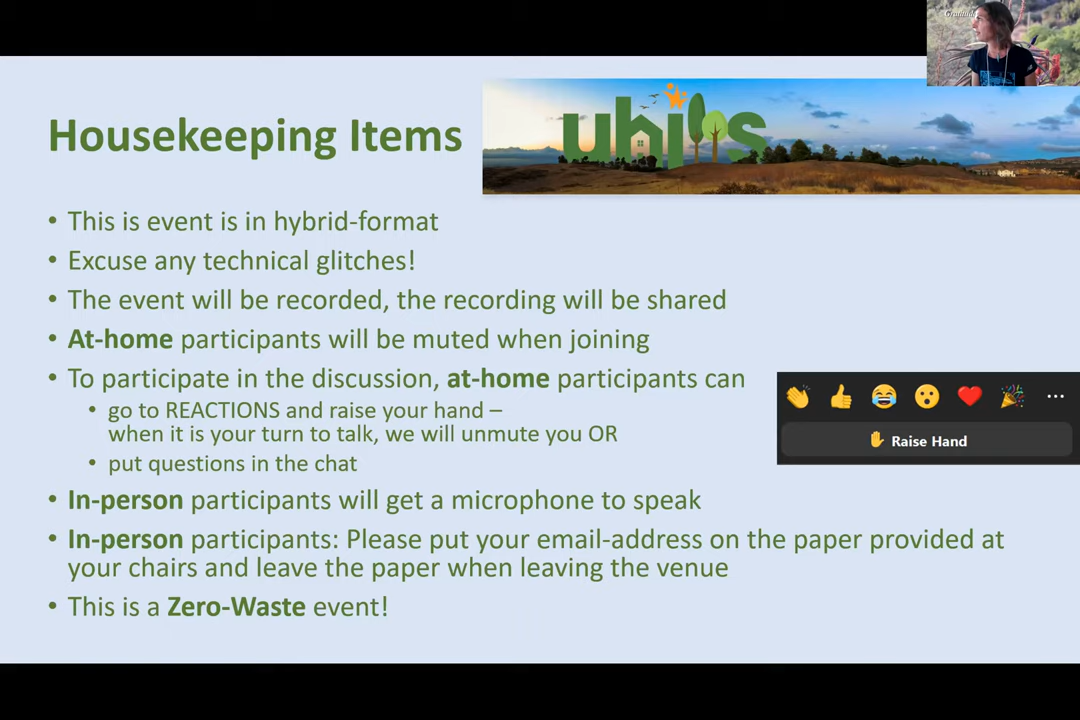 Gratitude
uhills
Housekeeping Items
• This is event is in hybrid-format
• Excuse any technical glitches!
• The event will be recorded, the recording will be shared
• At-home participants will be muted when joining
• To participate in the discussion, at-home participants can
• go to REACTIONS and raise your hand –
when it is your turn to talk, we will unmute you OR
• put questions in the chat
Raise Hand
• In-person participants will get a microphone to speak
• In-person participants: Please put your email-address on the paper provided at
your chairs and leave the paper when leaving the venue
• This is a Zero-Waste event!